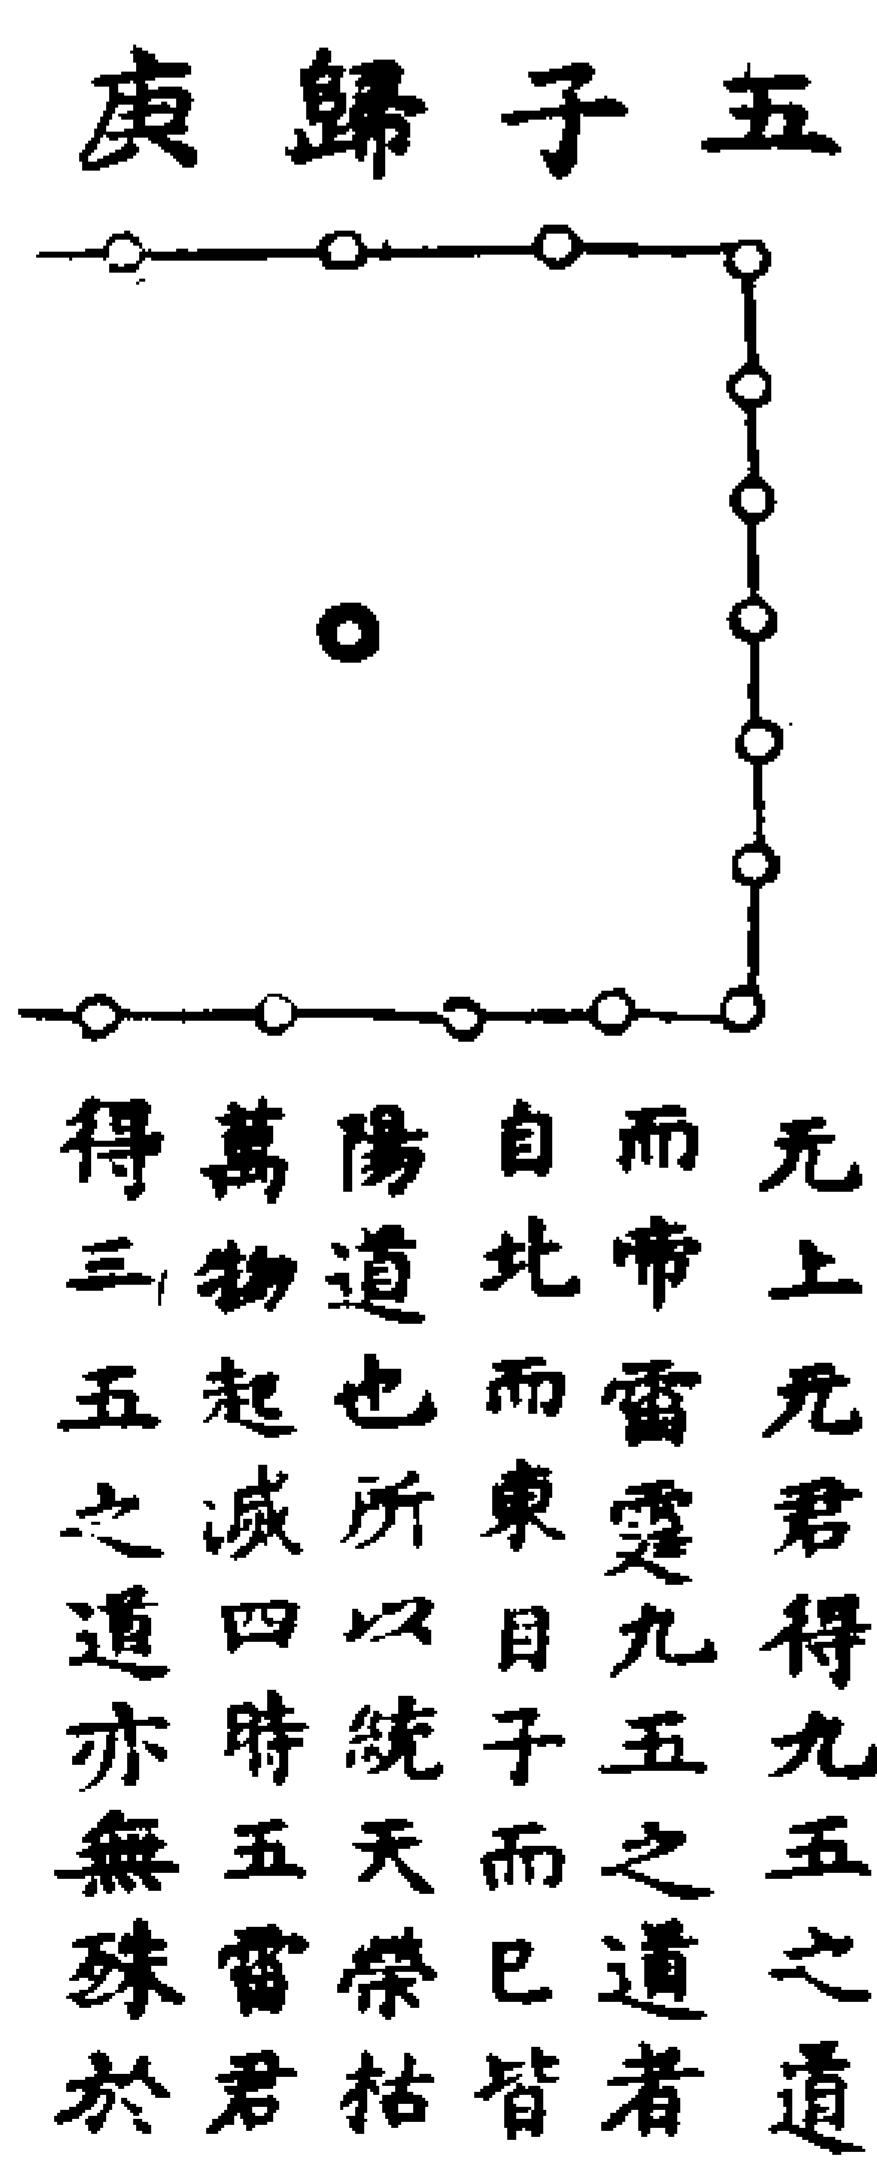 五子歸庚
无上元君得九五之道
而帝雷霆九五之道者
自北而東自子而巳皆
陽道也所以統天榮枯
萬物起滅四時五雷君
得三五之道亦無殊於